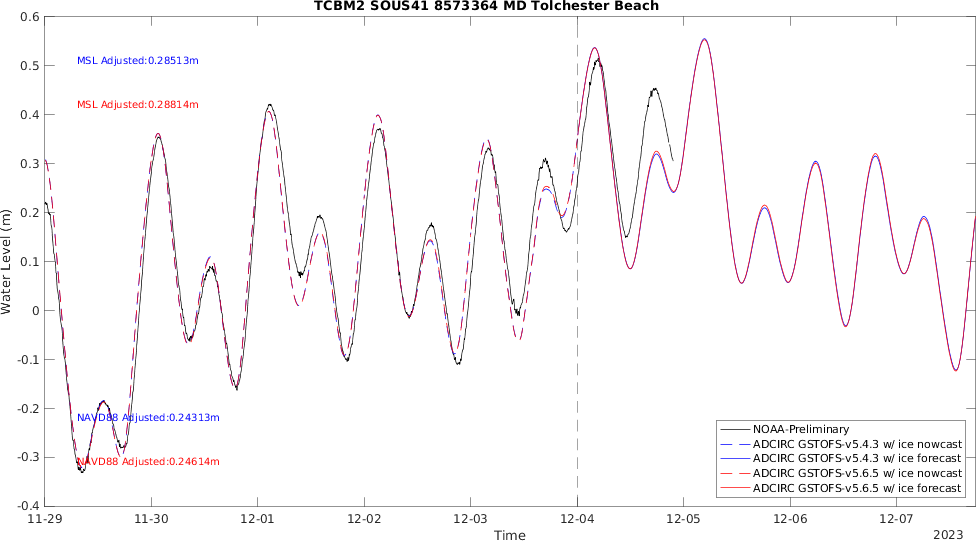 TCBM2 SOUS41 8573364 MD Tolchester Beach
0.6
0.5
0.4
0.3
0.2
0.1
0
-0.1
-0.2
-0.3
-0.4
Water Level (m)
MSL Adjusted:0.28513m
MSL Adjusted:0.28814m
NAVD88 Adjusted:0.24313m
NAVD88 Adjusted:0.24614m
NOAA-Preliminary
ADCIRC GSTOFS-v5.4.3 w/ ice nowcast
ADCIRC GSTOFS-v5.4.3 w/ ice forecast
ADCIRC GSTOFS-v5.6.5 w/ ice nowcast
ADCIRC GSTOFS-v5.6.5 w/ ice forecast
11-29 11-30 12-01 12-02 12-03 12-04 12-05 12-06 12-07
Time
2023